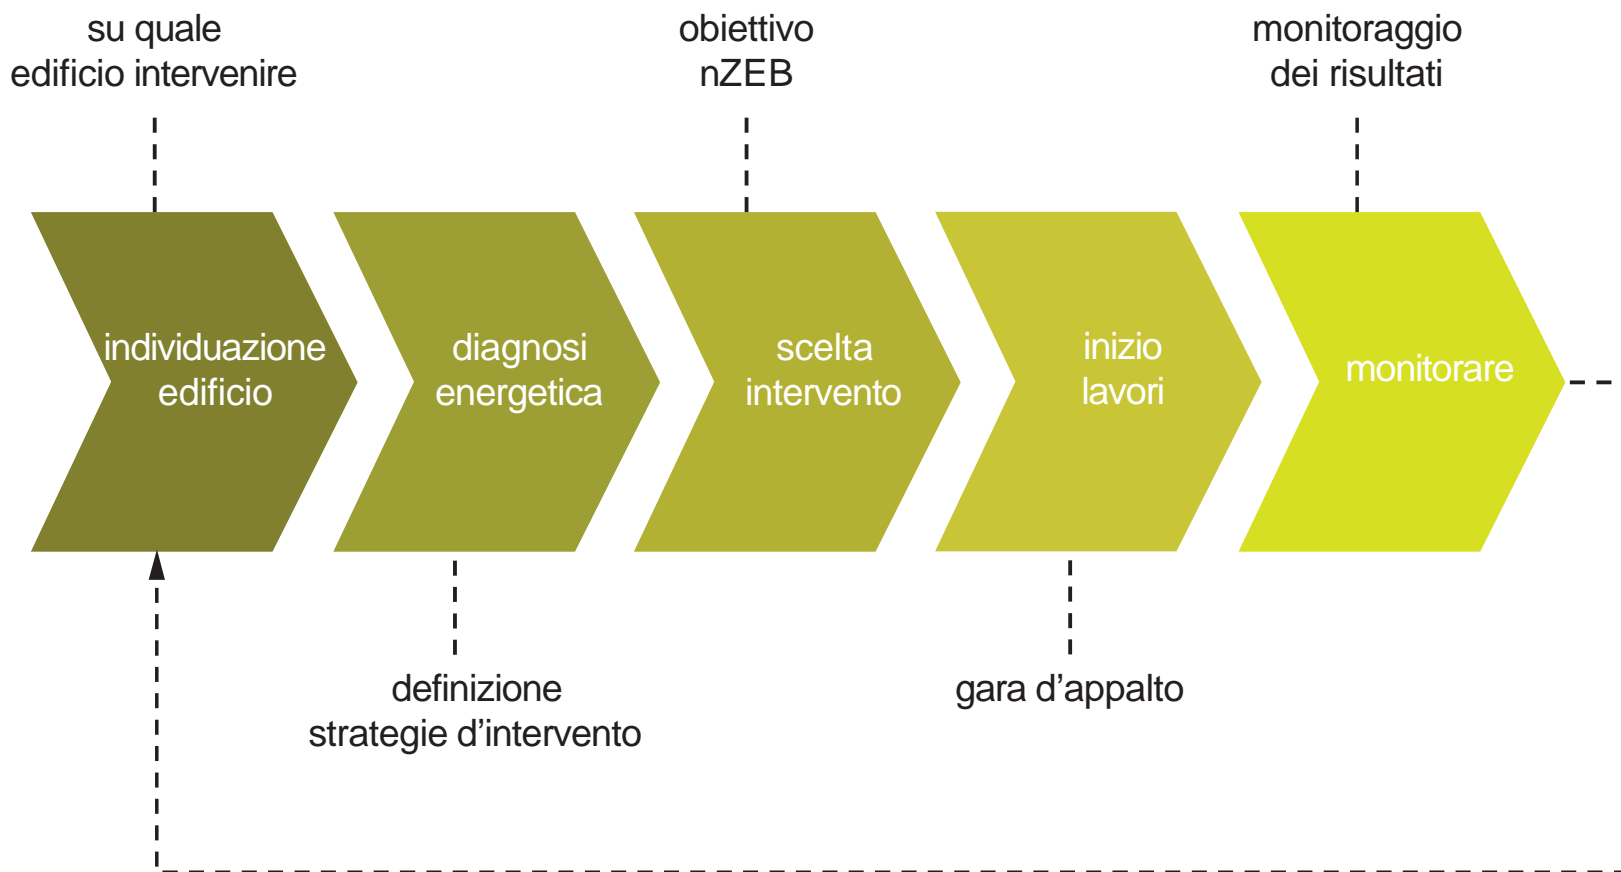 su quale
edificio intervenire
obiettivo
nZEB
monitoraggio
dei risultati
individuazione
edificio
diagnosi
energetica
scelta
intervento
inizio
lavori
monitorare
definizione
strategie d’intervento
gara d’appalto